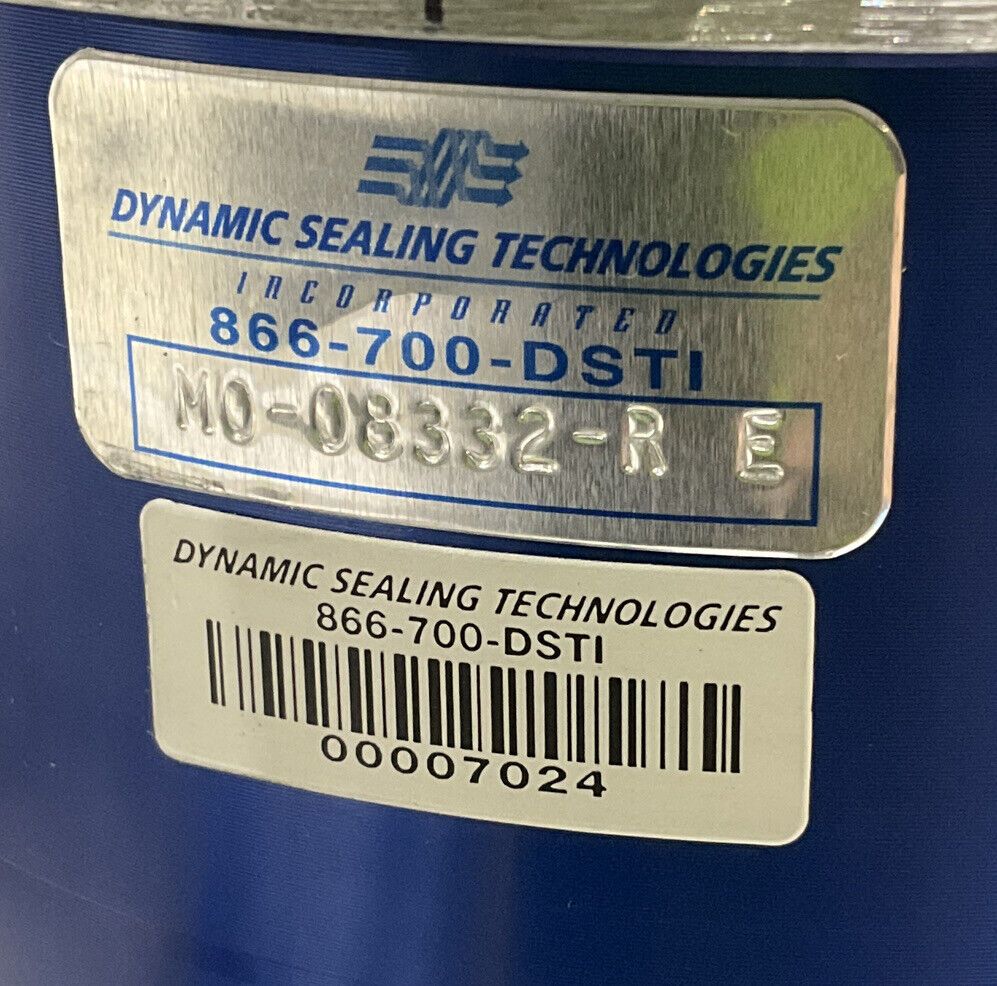 DYNAMIC SEALING TECHNOLOGIES
INCORPORATED
866-700-DSTI
MO-08332-R E
DYNAMIC SEALING TECHNOLOGIES
866-700-DSTI
00007024